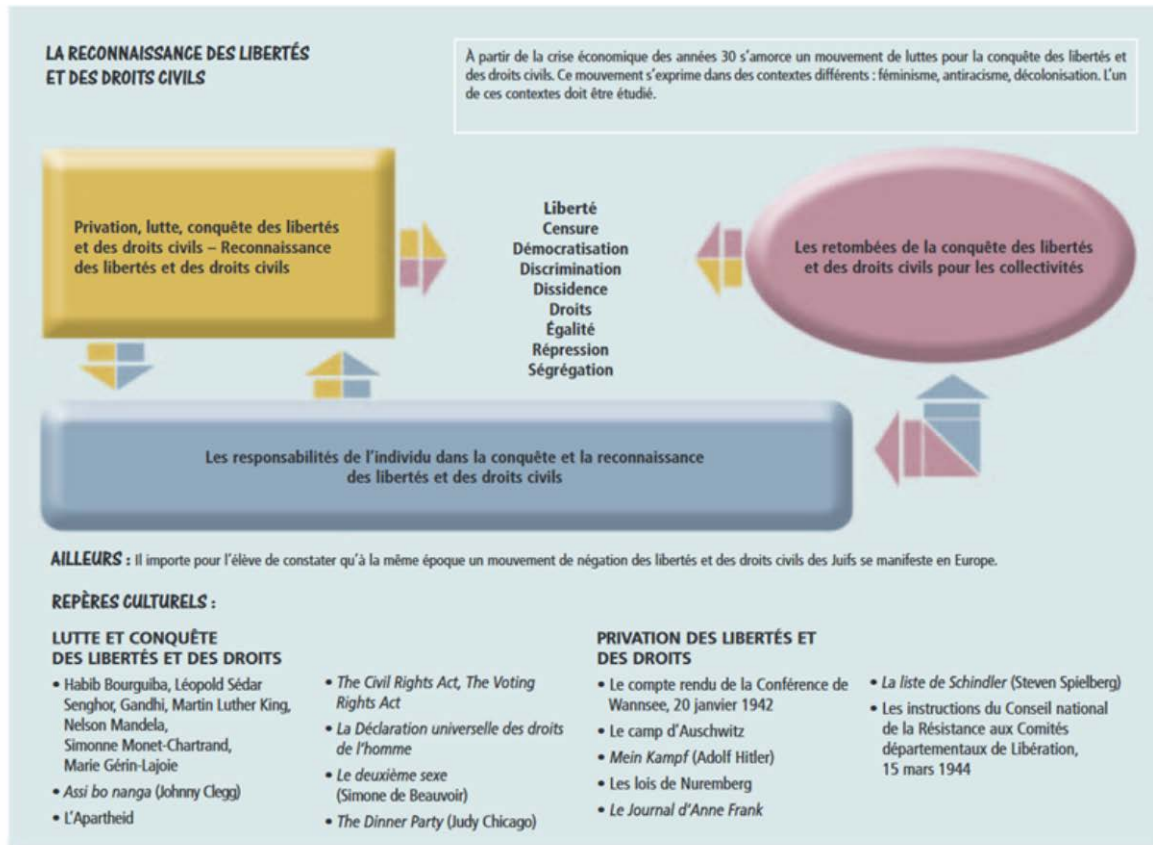 LA RECONNAISSANCE DES LIBERTÉS
ET DES DROITS CIVILS
À partir de la crise économique des années 30 s'amorce un mouvement de luttes pour la conquête des libertés et
des droits civils. Ce mouvement s'exprime dans des contextes différents : féminisme, antiracisme, décolonisation. L'un
de ces contextes doit être étudié.
Privation, lutte, conquête des libertés
et des droits civils – Reconnaissance
des libertés et des droits civils
Liberté
Censure
Démocratisation
Discrimination
Dissidence
Droits
Égalité
Répression
Ségrégation
Les retombées de la conquête des libertés
et des droits civils pour les collectivités
Les responsabilités de l'individu dans la conquête et la reconnaissance
des libertés et des droits civils
AILLEURS : Il importe pour l'élève de constater qu'à la même époque un mouvement de négation des libertés et des droits civils des Juifs se manifeste en Europe.
REPÈRES CULTURELS :
LUTTE ET CONQUÊTE
DES LIBERTÉS ET DES DROITS
• Habib Bourguiba, Léopold Sédar
Senghor, Gandhi, Martin Luther King,
Nelson Mandela,
Simonne Monet-Chartrand,
Marie Gérin-Lajoie
• Assi bo nanga (Johnny Clegg)
• L'Apartheid
• The Civil Rights Act, The Voting
Rights Act
• La Déclaration universelle des droits
de l'homme
• Le deuxième sexe
(Simone de Beauvoir)
• The Dinner Party (Judy Chicago)
PRIVATION DES LIBERTÉS ET
DES DROITS
• Le compte rendu de la Conférence de
Wannsee, 20 janvier 1942
• Le camp d'Auschwitz
• Mein Kampf (Adolf Hitler)
• Les lois de Nuremberg
• Le Journal d'Anne Frank
• La liste de Schindler (Steven Spielberg)
• Les instructions du Conseil national
de la Résistance aux Comités
départementaux de Libération,
15 mars 1944